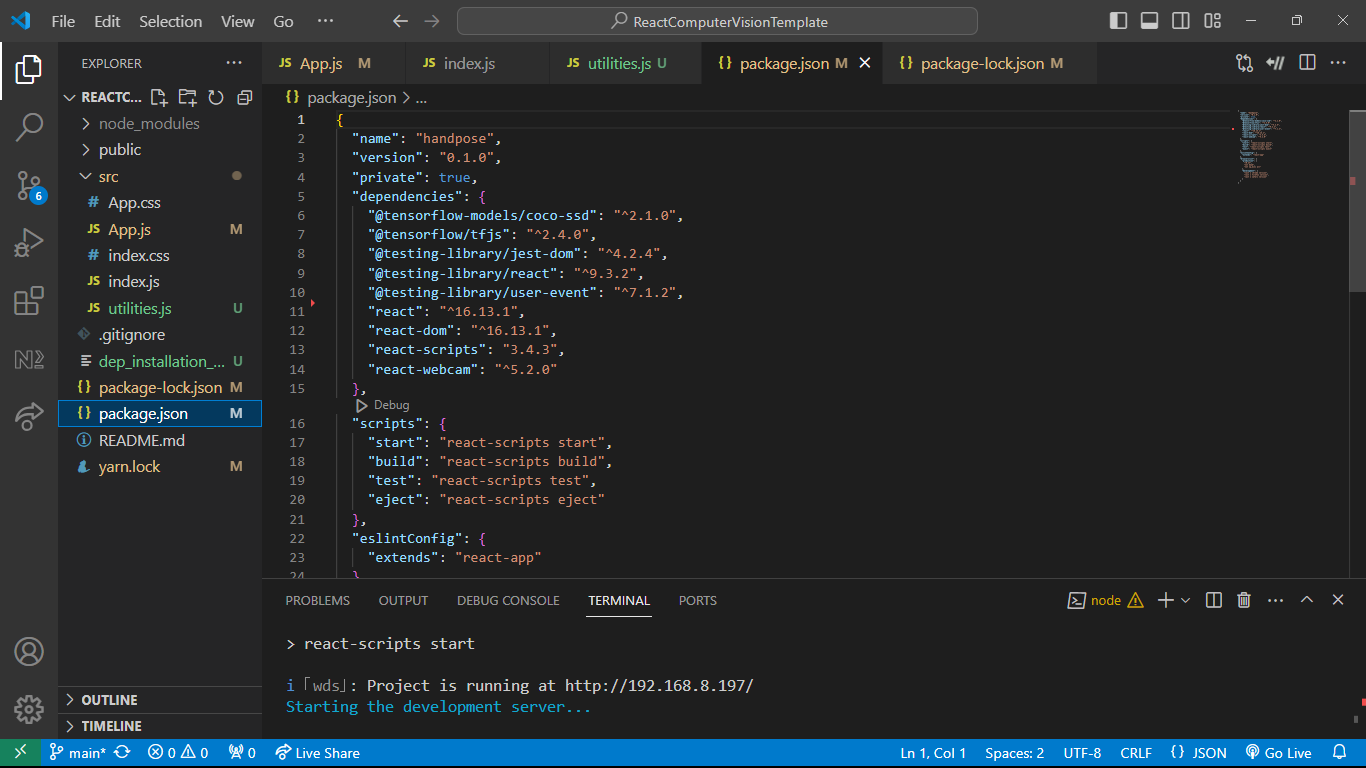 File Edit Selection View Go ··· ReactComputerVisionTemplate
EXPLORER ···
REACTC...
node_modules
public
src
# App.css
JS App.js M
# index.css
JS index.js
JS utilities.js U
.gitignore
dep_installation_... U
{} package-lock.json M
{} package.json M
README.md
yarn.lock M
OUTLINE
TIMELINE
6
JS App.js M JS index.js JS utilities.js U {} package.json M {} package-lock.json M
{} package.json > ...
1 {
2 "name": "handpose",
3 "version": "0.1.0",
4 "private": true,
5 "dependencies": {
6 "@tensorflow-models/coco-ssd": "^2.1.0",
7 "@tensorflow/tfjs": "^2.4.0",
8 "@testing-library/jest-dom": "^4.2.4",
9 "@testing-library/react": "^9.3.2",
10 "@testing-library/user-event": "^7.1.2",
11 "react": "^16.13.1",
12 "react-dom": "^16.13.1",
13 "react-scripts": "3.4.3",
14 "react-webcam": "^5.2.0"
15 },
Debug
16 "scripts": {
17 "start": "react-scripts start",
18 "build": "react-scripts build",
19 "test": "react-scripts test",
20 "eject": "react-scripts eject"
21 },
22 "eslintConfig": {
23 "extends": "react-app"
24 }
PROBLEMS OUTPUT DEBUG CONSOLE TERMINAL PORTS node
> react-scripts start
i ｢wds｣: Project is running at http://192.168.8.197/
Starting the development server...
main* 0 0 0 Live Share Ln 1, Col 1 Spaces: 2 UTF-8 CRLF {} JSON Go Live